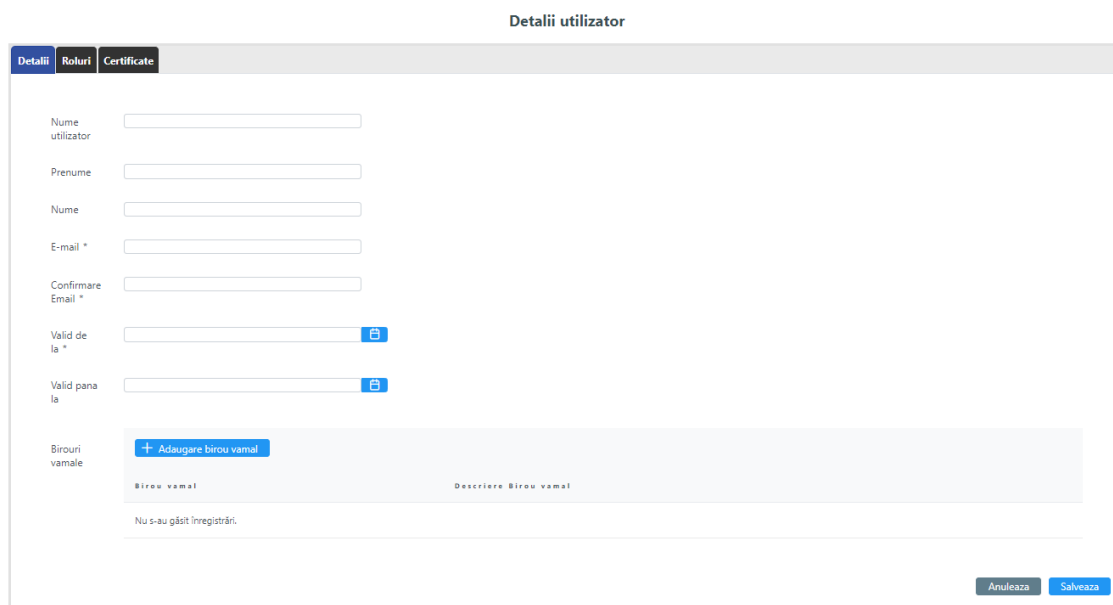 Detalii utilizator
Detalii Roluri Certificate
Nume
utilizator
Prenume
Nume
E-mail *
Confirmare
Email *
Valid de
la *
Valid pana
la
Birouri
vamale
+ Adaugare birou vamal
Birou vamal Descriere Birou vamal
Nu s-au găsit înregistrări.
Anuleaza Salveaza